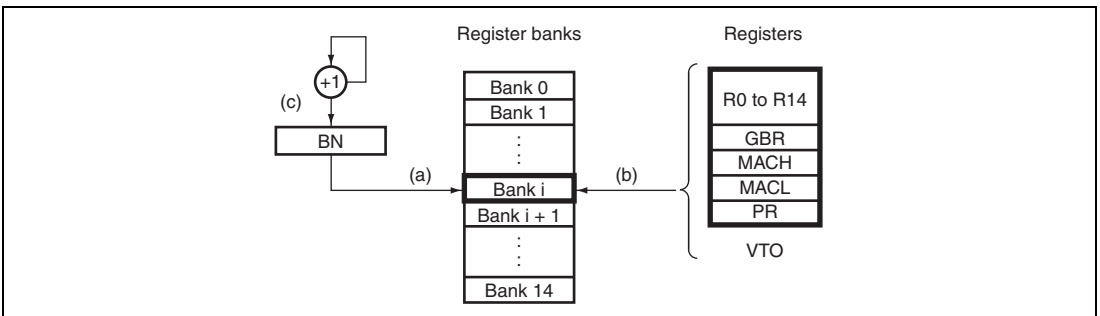 Register banks
Registers
+1
(c)
BN
(a)
Bank 0
Bank 1
:
:
Bank i
Bank i + 1
:
:
Bank 14
(b)
R0 to R14
GBR
MACH
MACL
PR
VTO